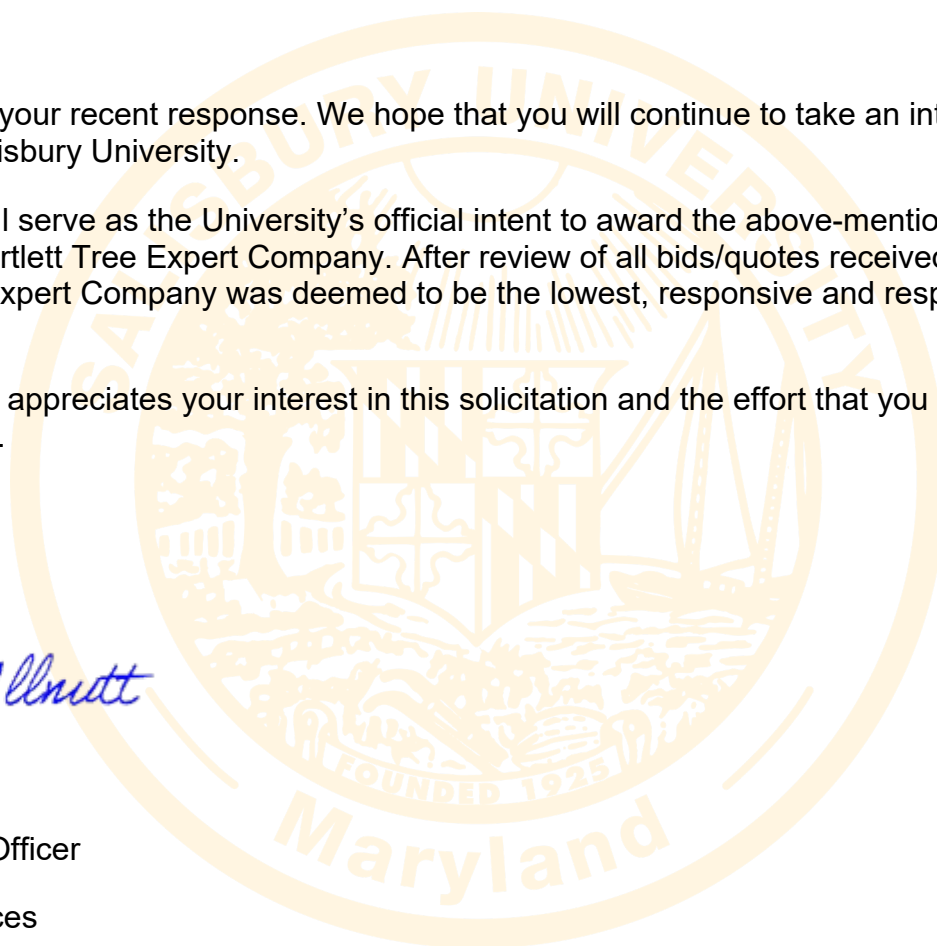 your recent response. We hope that you will continue to take an int
isbury University.
l serve as the University’s official intent to award the above-mentio
rtlett Tree Expert Company. After review of all bids/quotes received
xpert Company was deemed to be the lowest, responsive and resp
appreciates your interest in this solicitation and the effort that you
.
llnutt
Officer
ces
SALISBURY UNIVERSITY
FOUNDED 1925
Maryland